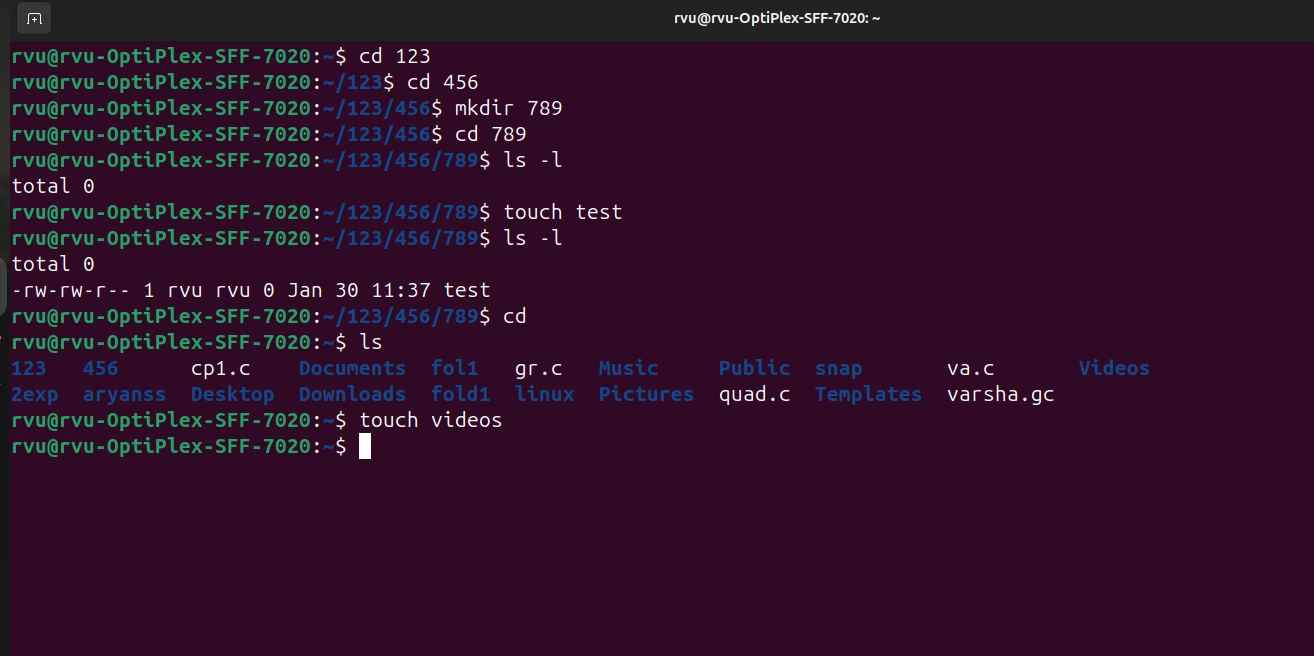 rvu@rvu-OptiPlex-SFF-7020: ~
rvu@rvu-OptiPlex-SFF-7020:~$ cd 123
rvu@rvu-OptiPlex-SFF-7020:~/123$ cd 456
rvu@rvu-OptiPlex-SFF-7020:~/123/456$ mkdir 789
rvu@rvu-OptiPlex-SFF-7020:~/123/456$ cd 789
rvu@rvu-OptiPlex-SFF-7020:~/123/456/789$ ls -l
total 0
rvu@rvu-OptiPlex-SFF-7020:~/123/456/789$ touch test
rvu@rvu-OptiPlex-SFF-7020:~/123/456/789$ ls -l
total 0
-rw-rw-r-- 1 rvu rvu 0 Jan 30 11:37 test
rvu@rvu-OptiPlex-SFF-7020:~/123/456/789$ cd
rvu@rvu-OptiPlex-SFF-7020:~$ ls
123   456      cp1.c    Documents  fol1   gr.c   Music     Public  snap       va.c       Videos
2exp  aryanss  Desktop  Downloads  fold1  linux  Pictures  quad.c  Templates  varsha.gc
rvu@rvu-OptiPlex-SFF-7020:~$ touch videos
rvu@rvu-OptiPlex-SFF-7020:~$